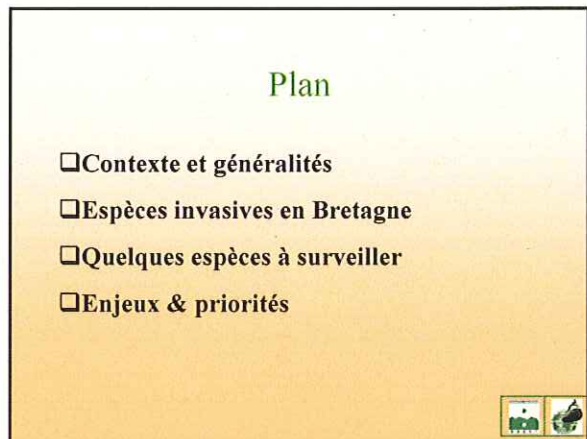 Plan
❑Contexte et généralités
❑Espèces invasives en Bretagne
❑Quelques espèces à surveiller
❑Enjeux & priorités